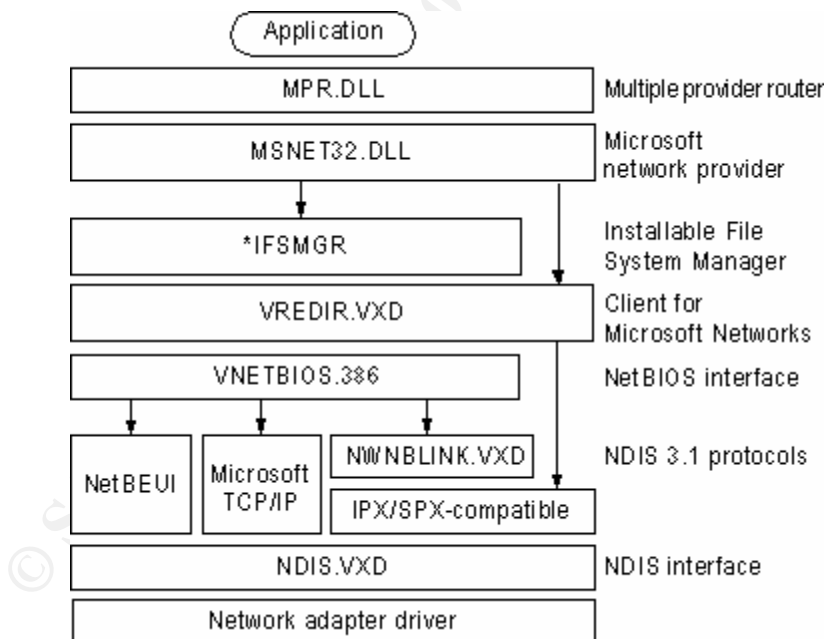 Application
MPR.DLL
Multiple provider router
MSNET32.DLL
Microsoft
network provider
*IFSMGR
Installable File
System Manager
VREDIR.VXD
Client for
Microsoft Networks
VNETBIOS.386
NetBIOS interface
NetBEUI
Microsoft
TCP/IP
NWNBLINK.VXD
IPX/SPX-compatible
NDIS 3.1 protocols
NDIS.VXD
NDIS interface
Network adapter driver